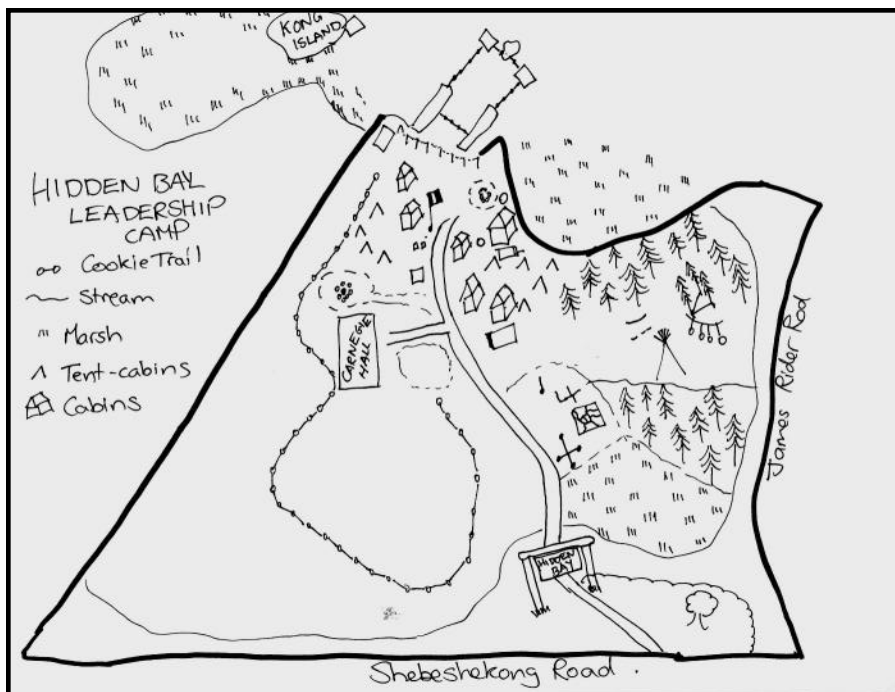 KONG
ISLAND
HIDDEN BAY
LEADERSHIP
CAMP
Cookie Trail
Stream
Marsh
Tent-cabins
Cabins
CARNEGIE
HALL
James Rider Rod
HIDDEN
BAY
Shebeshekong Road.